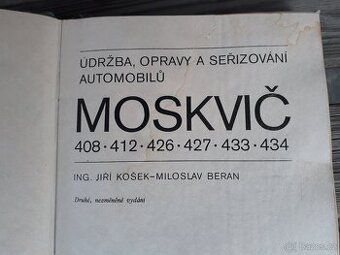 ÚDRŽBA, OPRAVY A SEŘIZOVÁNÍ
AUTOMOBILŮ
MOSKVIČ
408 · 412 · 426 · 427 · 433 · 434
ING. JIŘÍ KOŠEK–MILOSLAV BERAN
Druhé, nezměněné vydání